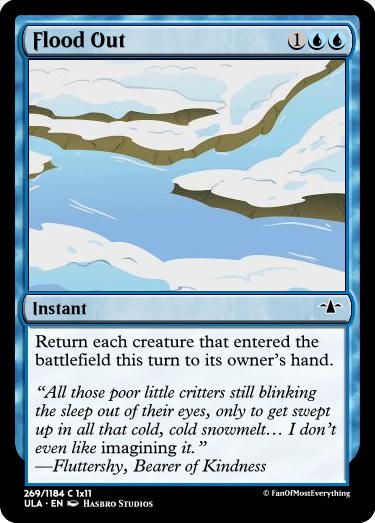 Flood Out 1
Instant
Return each creature that entered the
battlefield this turn to its owner's hand.
“All those poor little critters still blinking
the sleep out of their eyes, only to get swept
up in all that cold, cold snowmelt… I don't
even like imagining it.”
—Fluttershy, Bearer of Kindness
269/1184 C 1x11
ULA • EN Hasbro Studios
© FanOfMostEverything